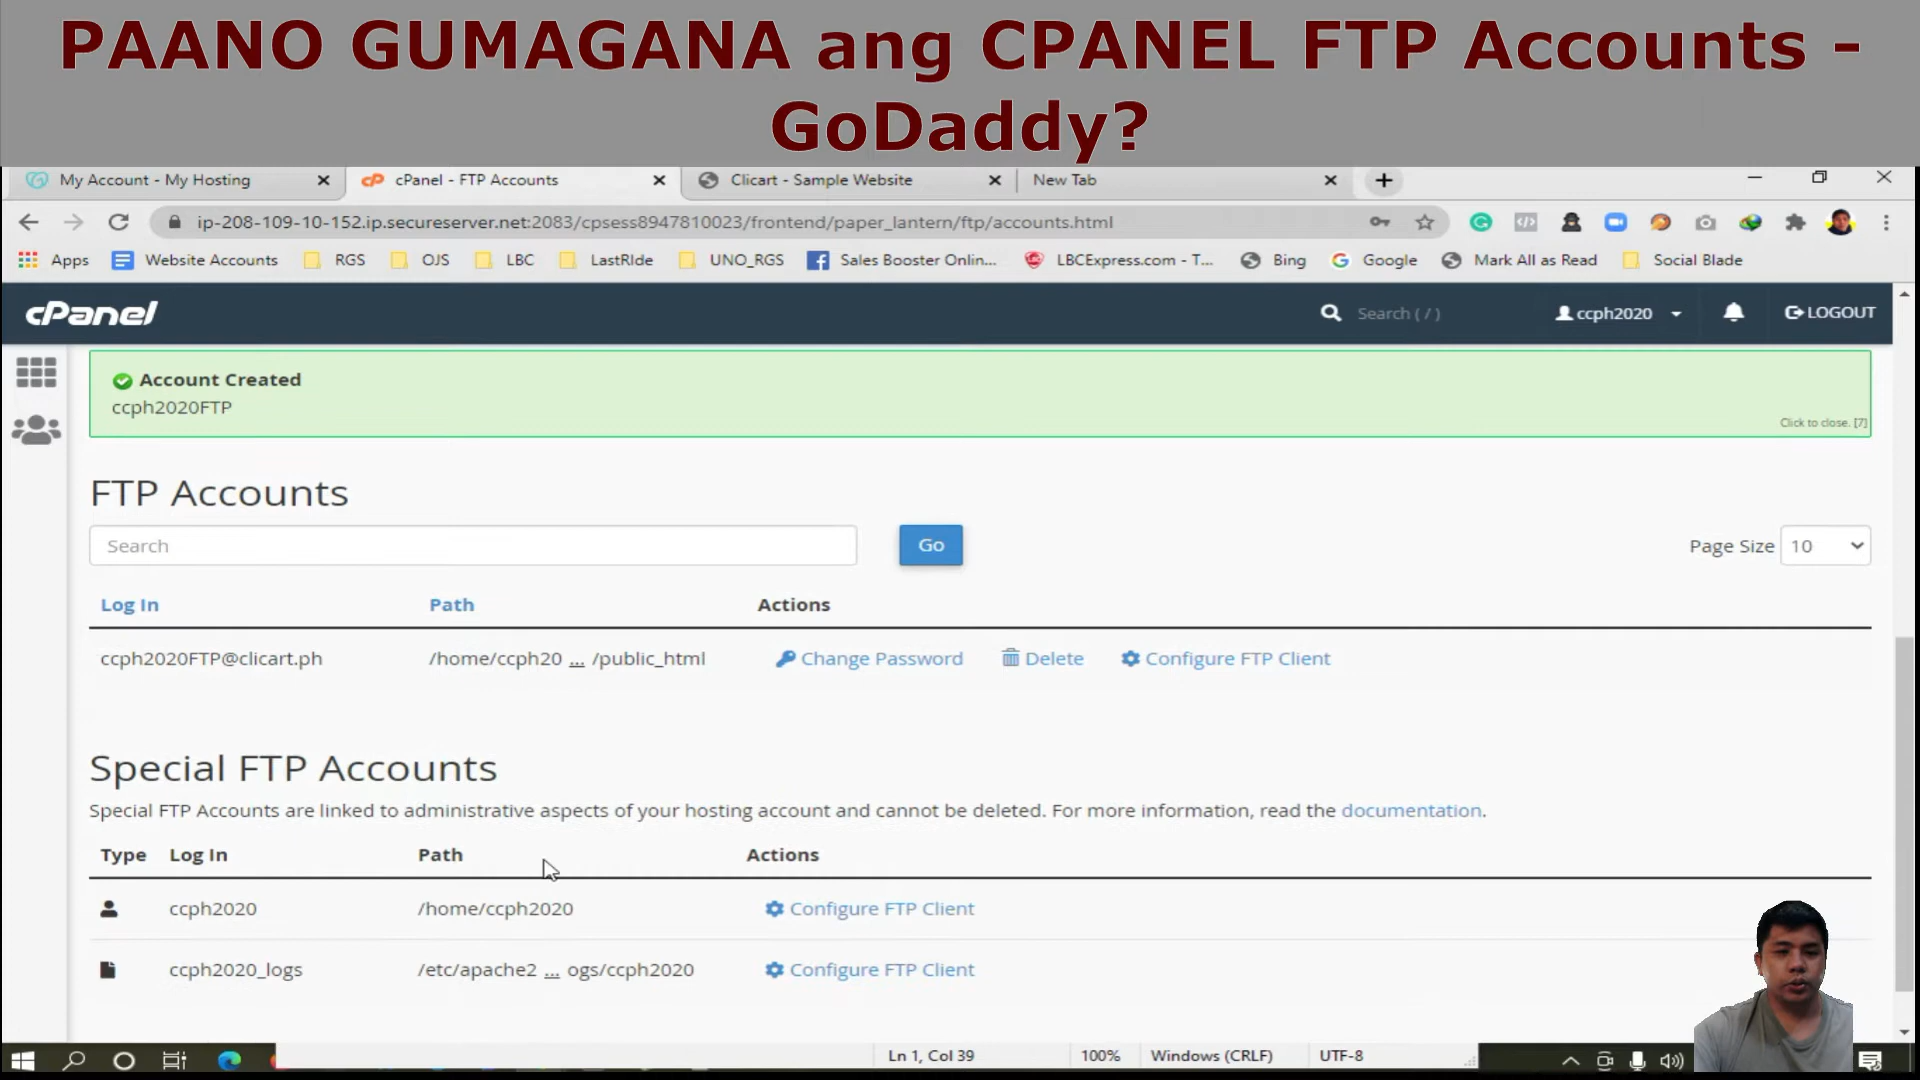 PAANO GUMAGANA ang CPANEL FTP Accounts -
GoDaddy?
My Account - My Hosting
cPanel - FTP Accounts
Clicart - Sample Website
New Tab
ip-208-109-10-152.ip.secureserver.net:2083/cpsess8947810023/frontend/paper_lantern/ftp/accounts.html
Apps
Website Accounts
RGS
OJS
LBC
LastRIde
UNO_RGS
Sales Booster Onlin...
LBCExpress.com - T...
Bing
Google
Mark All as Read
Social Blade
cPanel
Search ( / )
ccph2020
LOGOUT
Account Created
ccph2020FTP
Click to close. [7]
FTP Accounts
Search
Go
Page Size
10
Log In
Path
Actions
ccph2020FTP@clicart.ph
/home/ccph20 ... /public_html
Change Password
Delete
Configure FTP Client
Special FTP Accounts
Special FTP Accounts are linked to administrative aspects of your hosting account and cannot be deleted. For more information, read the documentation.
Type
Log In
Path
Actions
ccph2020
/home/ccph2020
Configure FTP Client
ccph2020_logs
/etc/apache2 ... ogs/ccph2020
Configure FTP Client
Ln 1, Col 39
100%
Windows (CRLF)
UTF-8